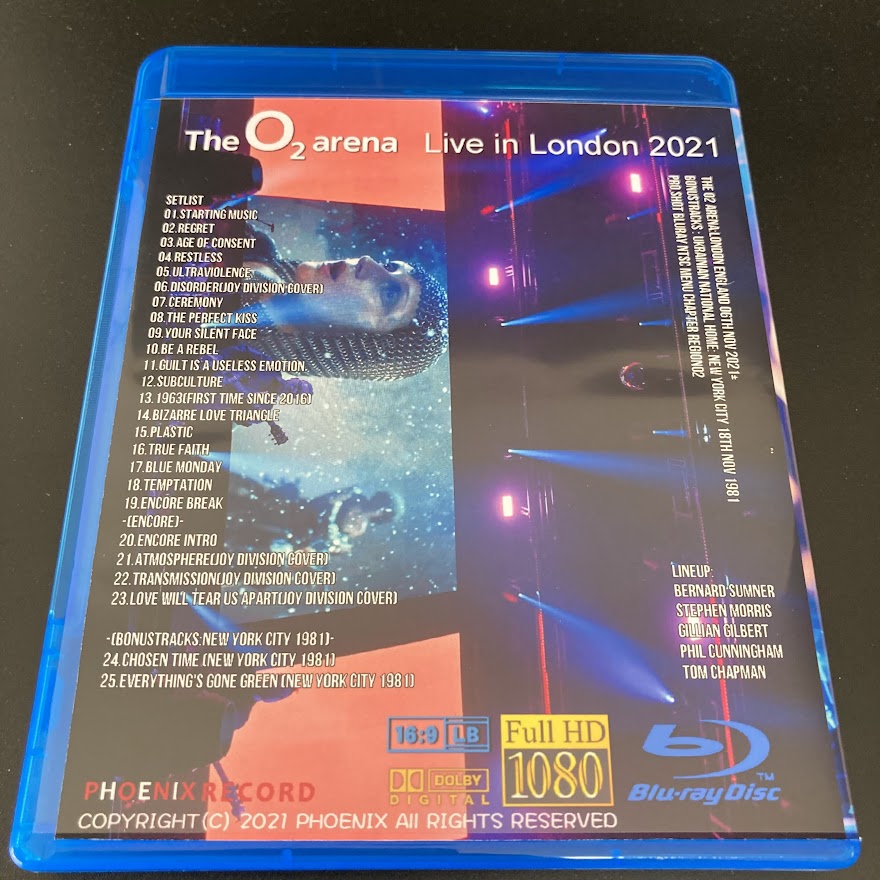 The O2 arena Live in London 2021
SETLIST
01.STARTING MUSIC
02.REGRET
03.AGE OF CONSENT
04.RESTLESS
05.ULTRAVIOLENCE
06.DISORDER(JOY DIVISION COVER)
07.CEREMONY
08.THE PERFECT KISS
09.YOUR SILENT FACE
10.BE A REBEL
11.GUILT IS A USELESS EMOTION.
12.SUBCULTURE
13. 1963(FIRST TIME SINCE 2016)
14.BIZARRE LOVE TRIANGLE
15.PLASTIC
16.TRUE FAITH
17.BLUE MONDAY
18.TEMPTATION
19.ENCORE BREAK
-(ENCORE)-
20.ENCORE INTRO
21.ATMOSPHERE(JOY DIVISION COVER)
22.TRANSMISSION(JOY DIVISION COVER)
23.LOVE WILL TEAR US APART(JOY DIVISION COVER)
-(BONUSTRACKS:NEW YORK CITY 1981)-
24.CHOSEN TIME (NEW YORK CITY 1981)
25.EVERYTHING'S GONE GREEN (NEW YORK CITY 1981)
THE O2 ARENA:LONDON ENGLAND 06TH NOV 2021±
BONUSTRACKS : UKRAINIAN NATIONAL HOME: NEW YORK CITY 18TH NOV 1981
PRO.SHOT BLURAY NTSC MENU CHAPTER REGION02
LINEUP:
BERNARD SUMNER
STEPHEN MORRIS
GILLIAN GILBERT
PHIL CUNNINGHAM
TOM CHAPMAN
16:9 LB
Full HD
1080
DOLBY
DIGITAL
Blu-ray Disc
TM
PHOENIXRECORD
COPYRIGHT(C) 2021 PHOENIX All RIGHTS RESERVED